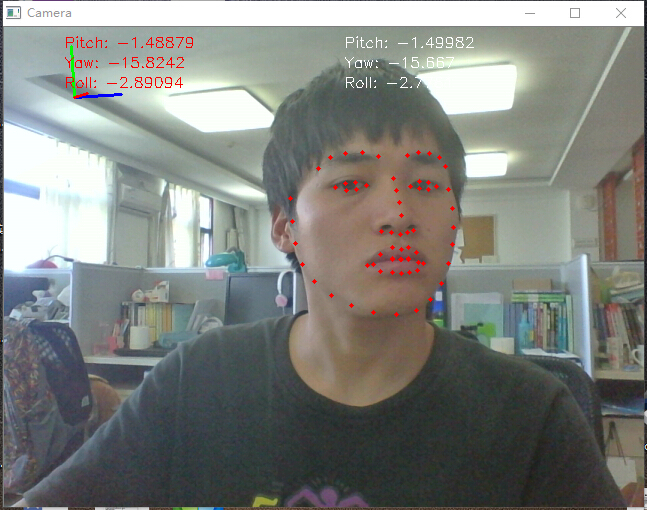 Camera
Pitch: -1.48879
Yaw: -15.8242
Roll: -2.89094
Pitch: -1.49982
Yaw: -15.667
Roll: